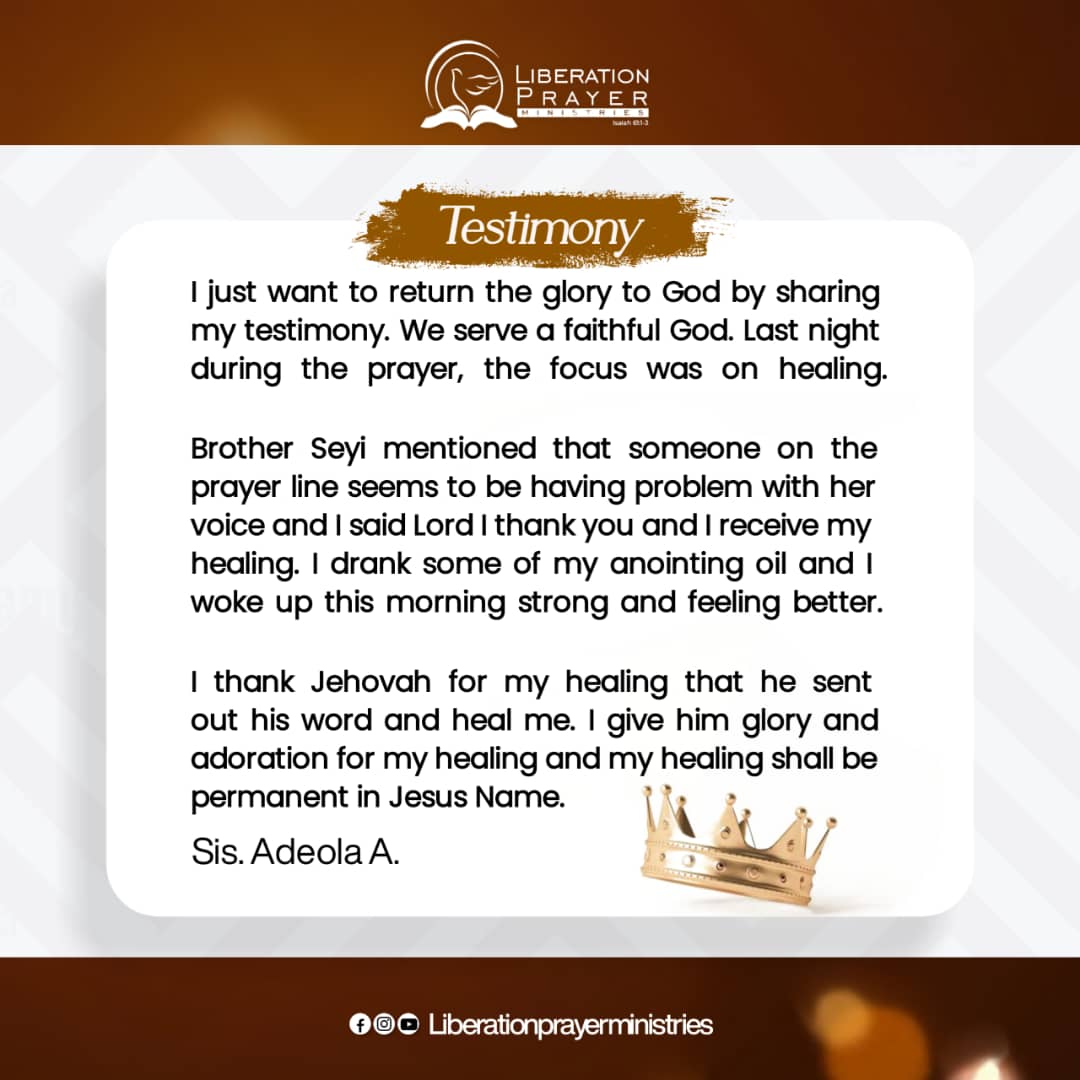 LIBERATION
PRAYER
MINISTRIES
Isaiah 61:1-3
Testimony
I just want to return the glory to God by sharing
my testimony. We serve a faithful God. Last night
during the prayer, the focus was on healing.
Brother Seyi mentioned that someone on the
prayer line seems to be having problem with her
voice and I said Lord I thank you and I receive my
healing. I drank some of my anointing oil and I
woke up this morning strong and feeling better.
I thank Jehovah for my healing that he sent
out his word and heal me. I give him glory and
adoration for my healing and my healing shall be
permanent in Jesus Name.
Sis. Adeola A.
Liberationprayerministries